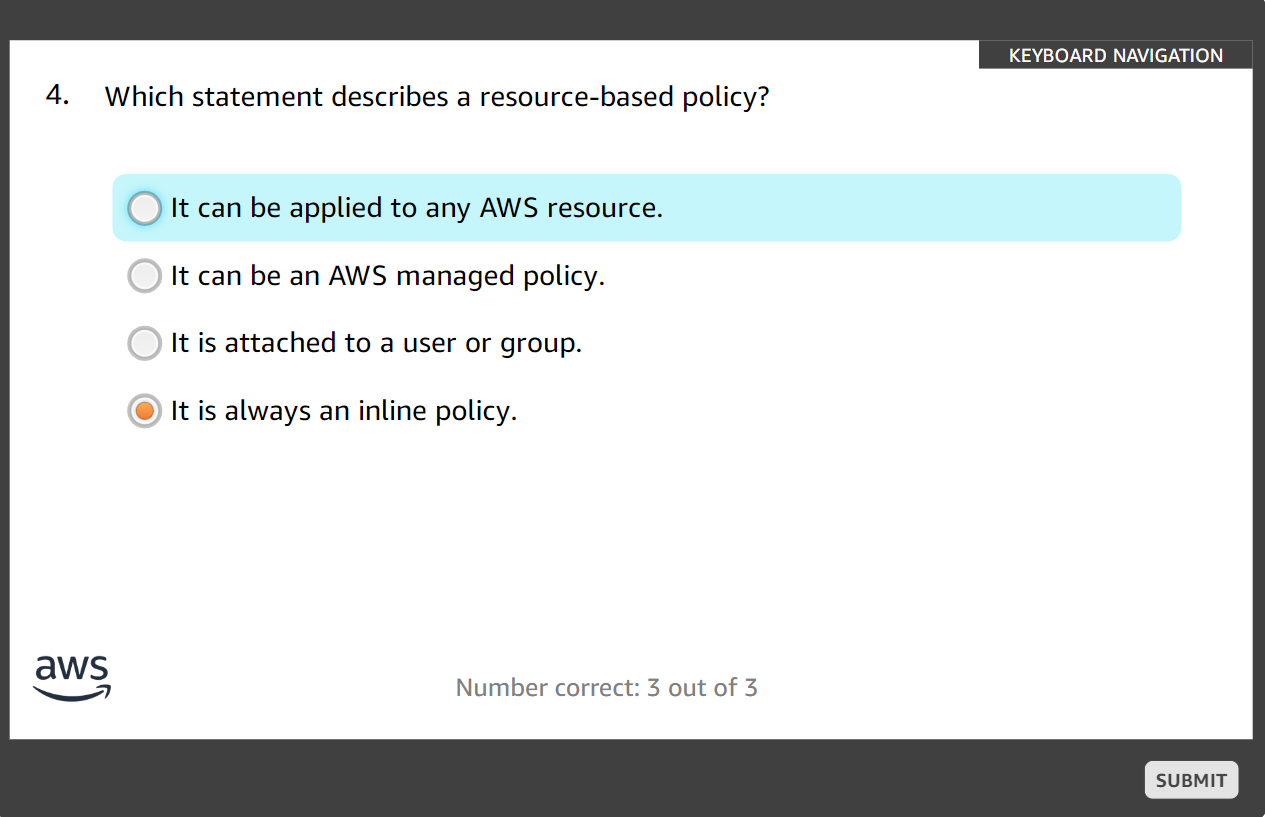 KEYBOARD NAVIGATION
4. Which statement describes a resource-based policy?
It can be applied to any AWS resource.
It can be an AWS managed policy.
It is attached to a user or group.
It is always an inline policy.
aws
Number correct: 3 out of 3
SUBMIT